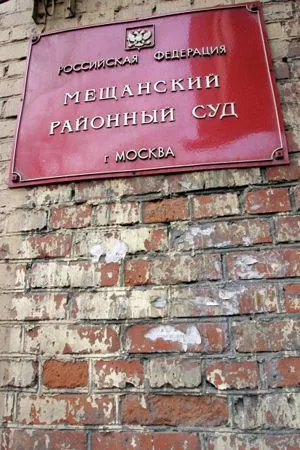 РОССИЙСКАЯ ФЕДЕРАЦИЯ
МЕЩАНСКИЙ
РАЙОННЫЙ СУД
г МОСКВА